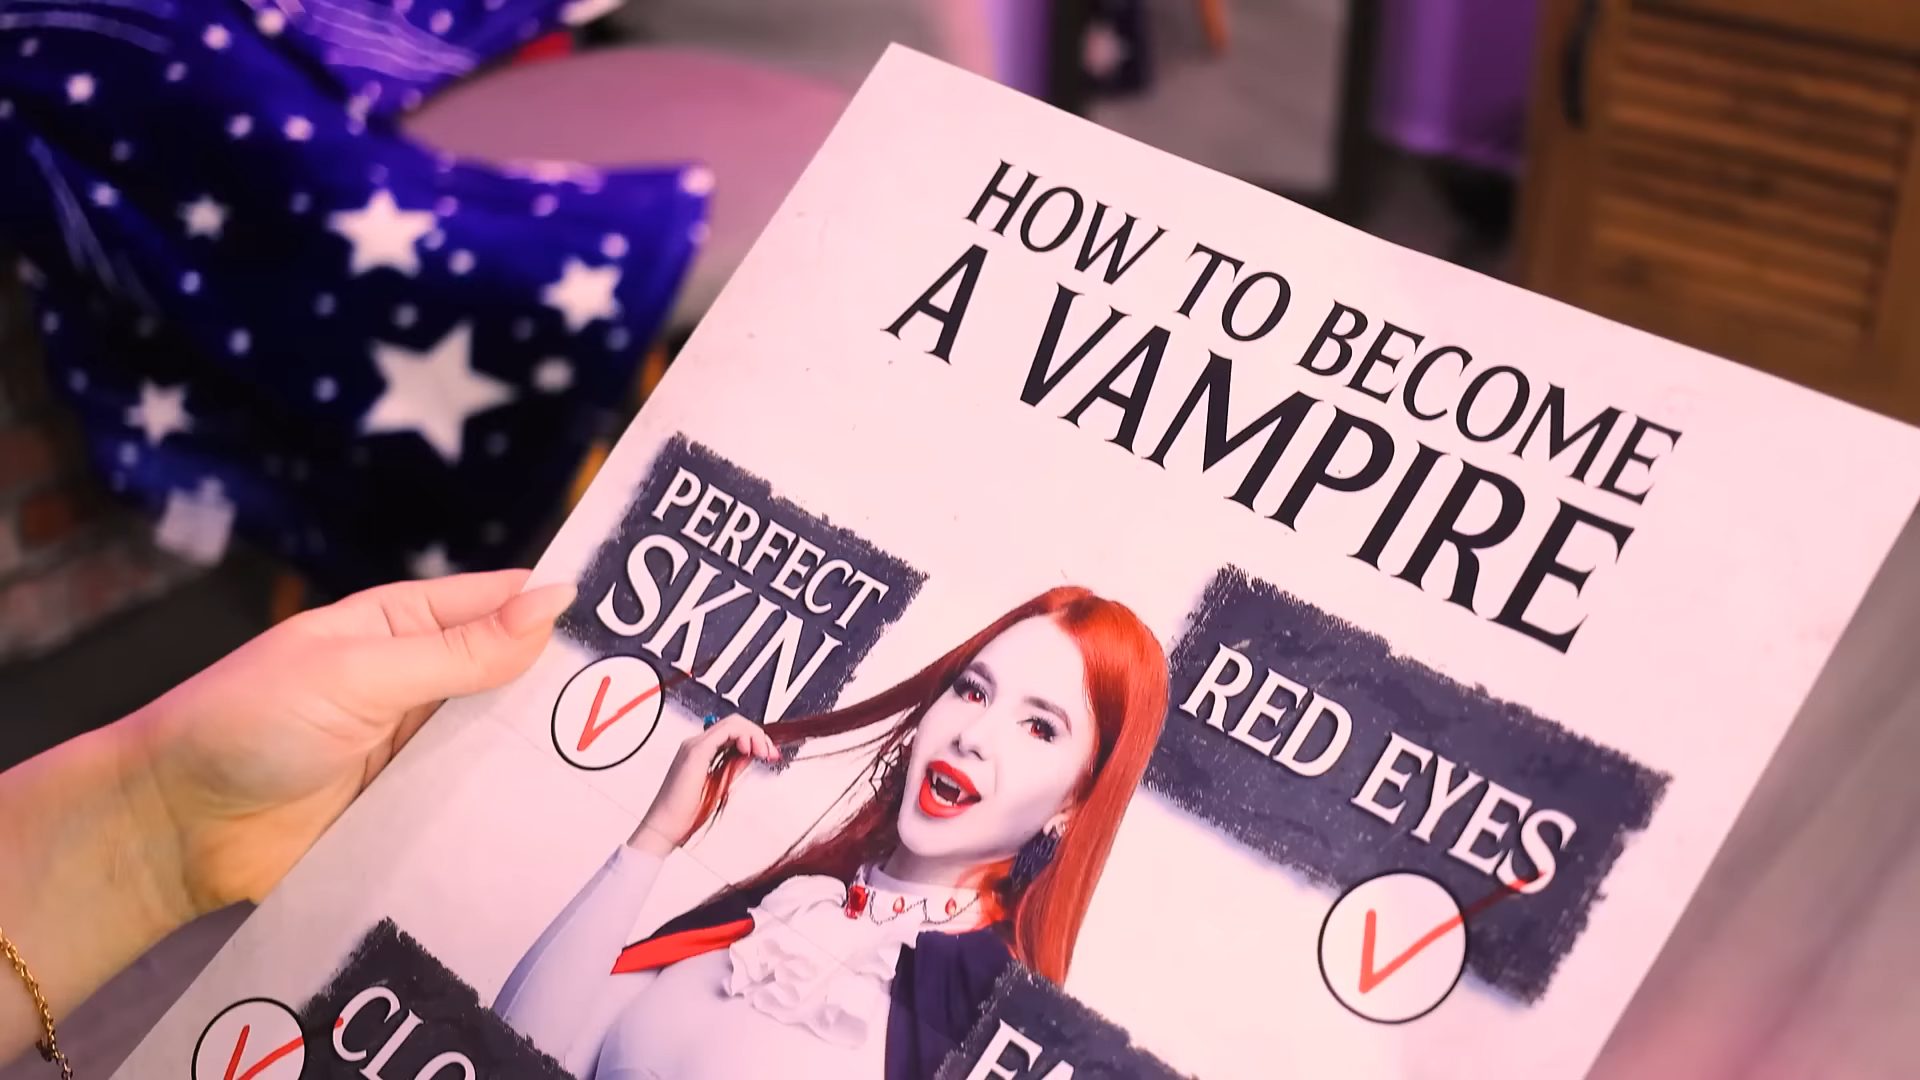 HOW TO BECOME
A VAMPIRE
PERFECT
SKIN
RED EYES